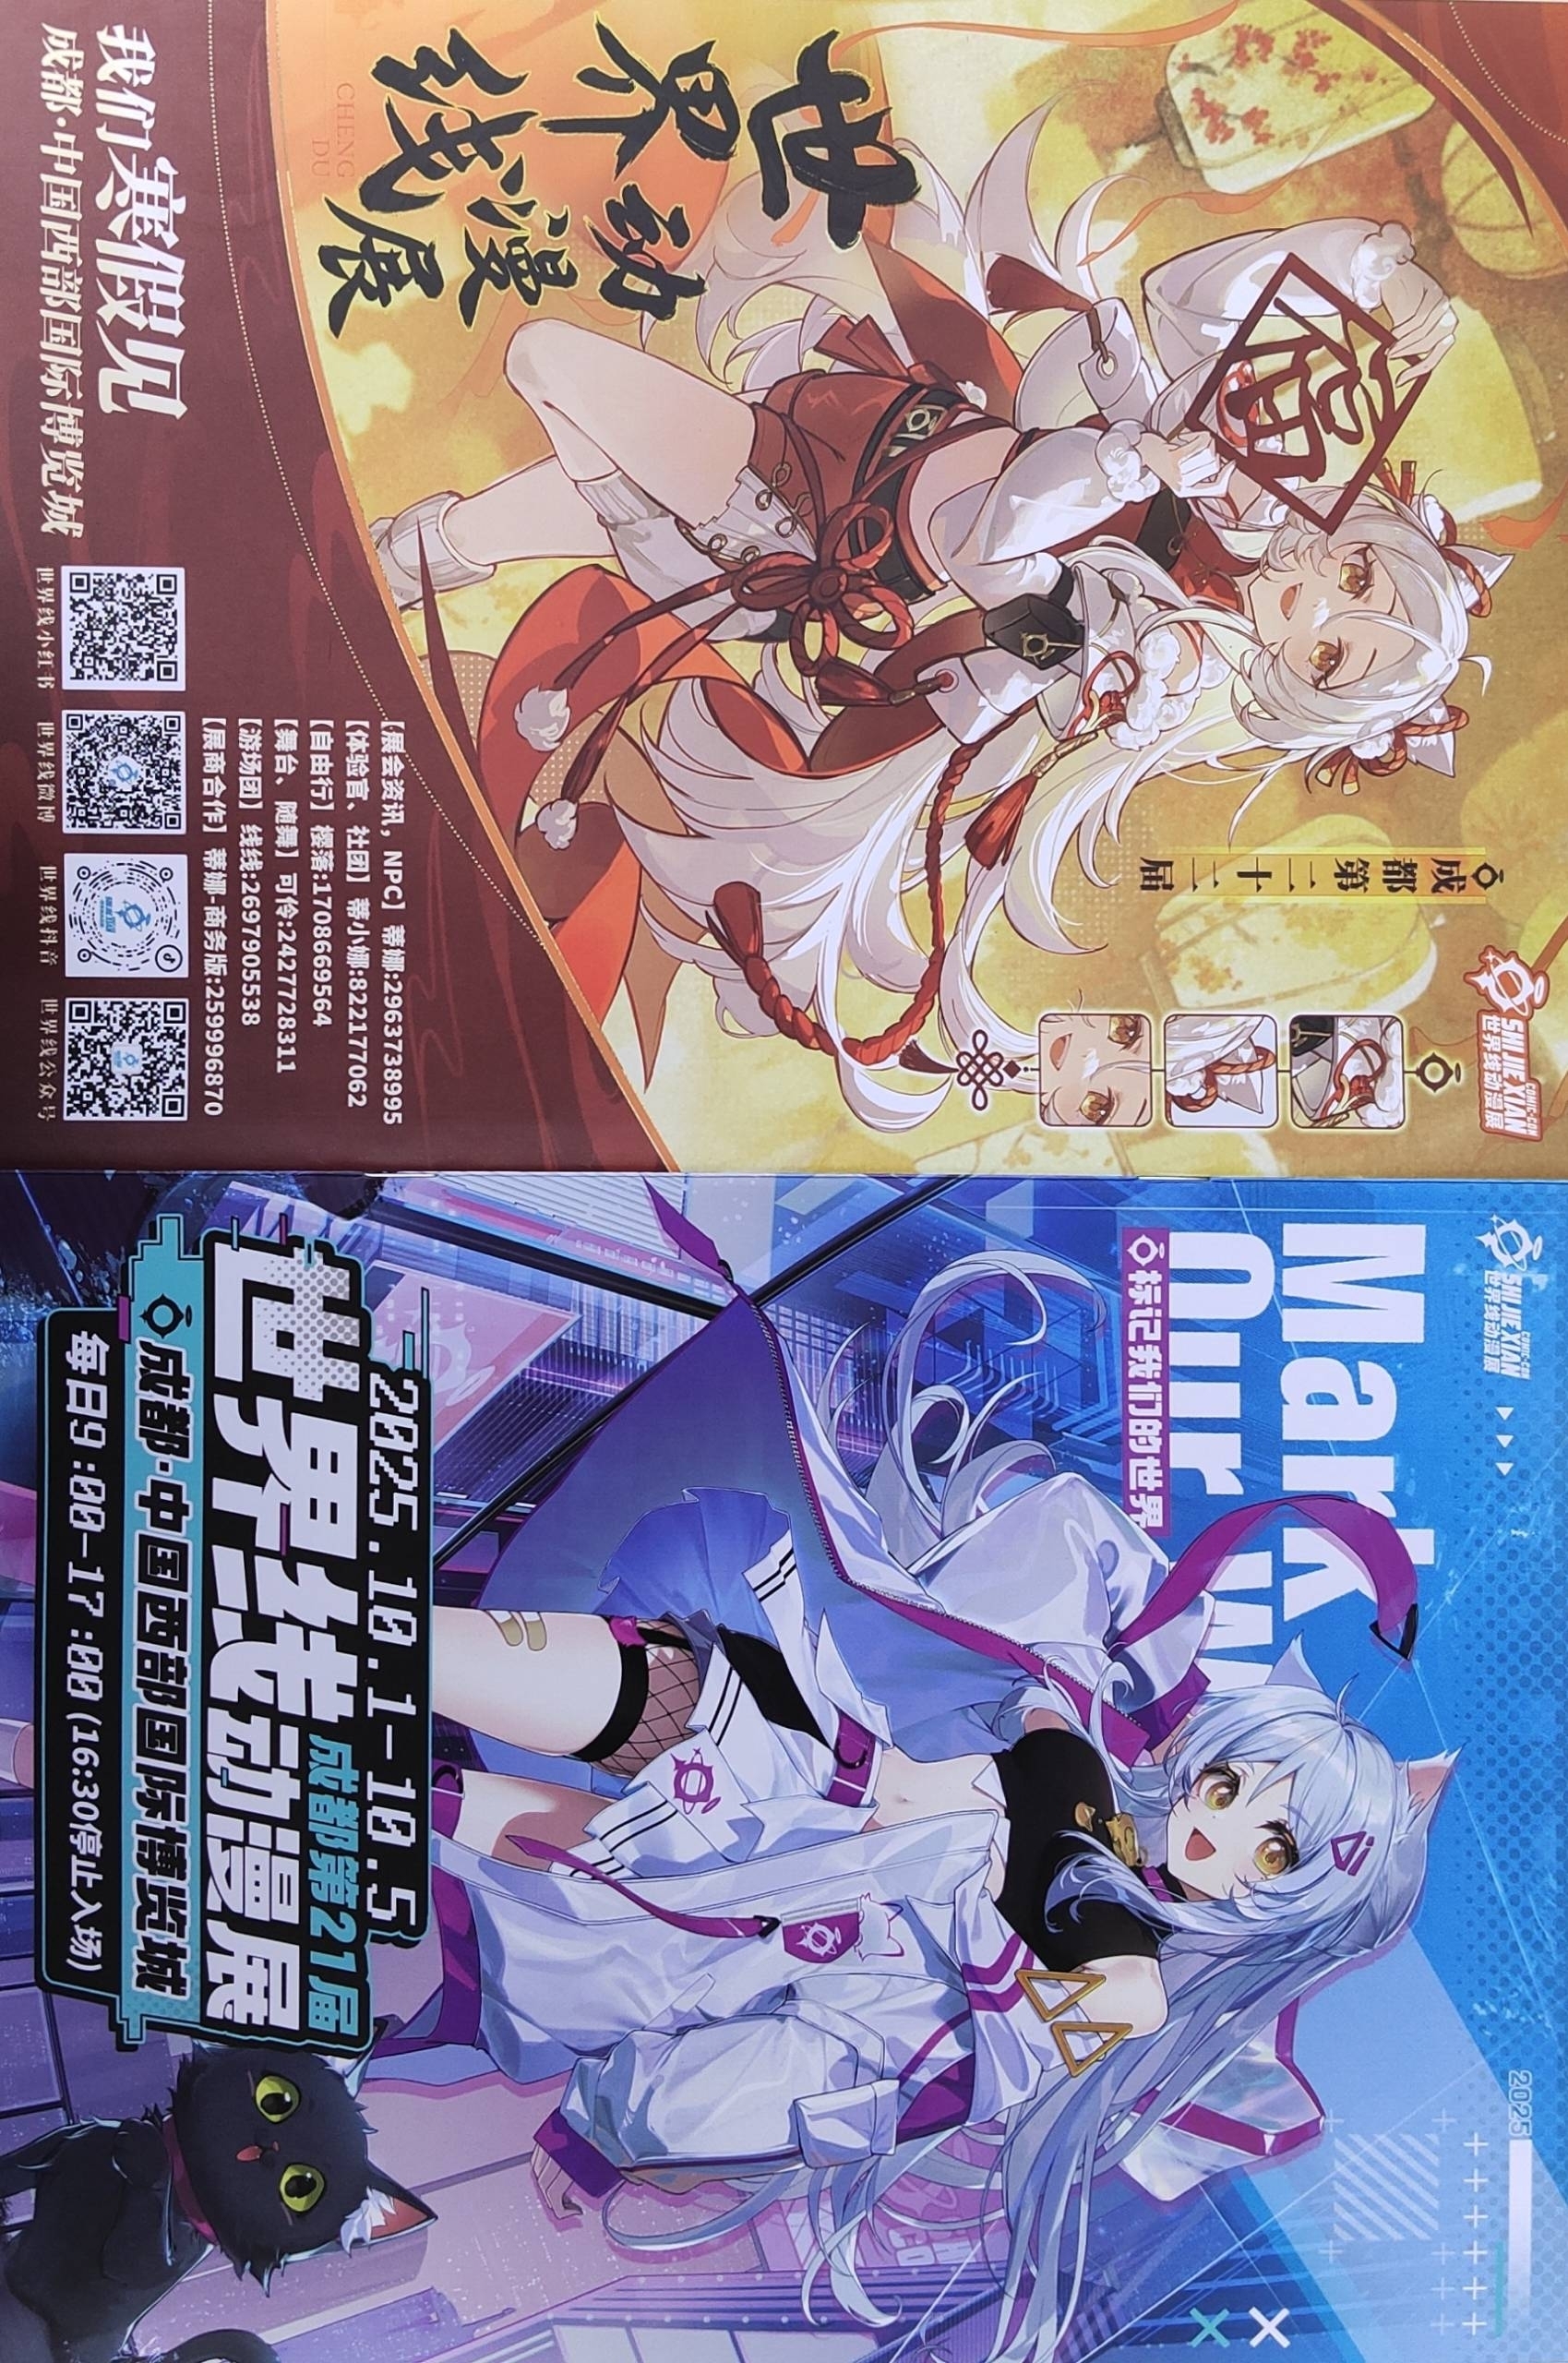 COMIC-CON
SHI JIE XIAN
世界线动漫展
成都第二十二届
福
世界线
动漫展
CHENG
DU
【展会资讯，NPC】蒂娜:2963738995
【体验官、社团】蒂小娜:822177062
【自由行】樱落:1708669564
【舞台、随舞】可伶:2427728311
【游场团】线线:2697905538
【展商合作】蒂娜-商务版:259996870
我们寒假见
成都·中国西部国际博览城
世界线小红书
世界线微博
世界线抖音
世界线公众号
COMIC-CON
SHI JIE XIAN
世界线动漫展
2025
Mark
Our W
标记我们的世界
2025.10.1-10.5
成都第21届
世界线动漫展
成都·中国西部国际博览城
每日9:00-17:00 (16:30停止入场)